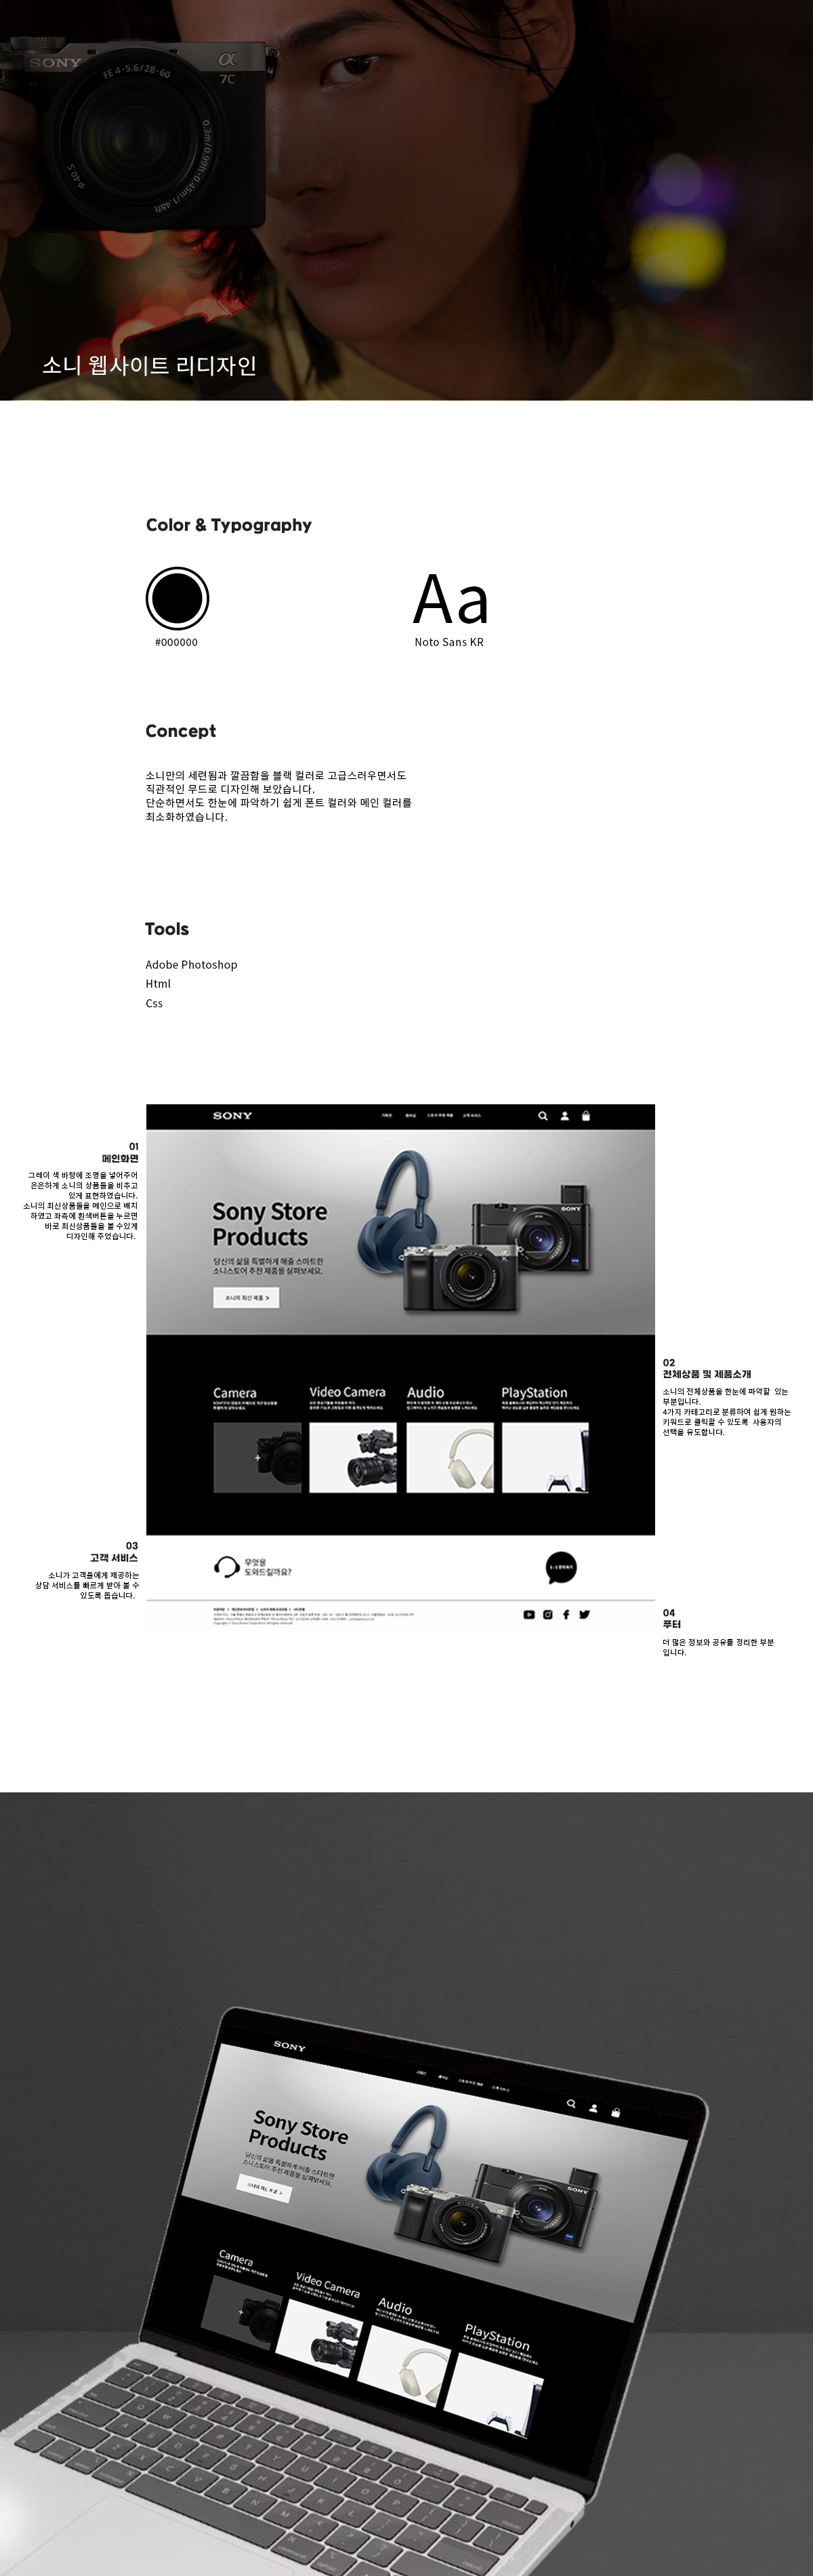 SONY
α
7C
FE 4-5.6/28-60
0.3m/0.99ft-0.45m/1.48ft
Φ40.5
소니 웹사이트 리디자인
Color & Typography
#000000
Aa
Noto Sans KR
Concept
소니만의 세련됨과 깔끔함을 블랙 컬러로 고급스러우면서도
직관적인 무드로 디자인해 보았습니다.
단순하면서도 한눈에 파악하기 쉽게 폰트 컬러와 메인 컬러를
최소화하였습니다.
Tools
Adobe Photoshop
Html
Css
01
메인화면
그레이 색 바탕에 조명을 넣어주어
은은하게 소니의 상품들을 비추고
있게 표현하였습니다.
소니의 최신상품들을 메인으로 배치
하였고 좌측에 흰색버튼을 누르면
바로 최신상품들을 볼 수있게
디자인해 주었습니다.
SONY
고객 서비스
Sony Store
Products
당신의 삶을 특별하게 해줄 스마트한
소니스토어 추천 제품을 살펴보세요.
소니의 최신 제품 >
SONY
Camera
Video Camera
Audio
PlayStation
02
전체상품 및 제품소개
소니의 전체상품을 한눈에 파악할 있는
부분입니다.
4가지 카테고리로 분류하여 쉽게 원하는
키워드로 클릭할 수 있도록 사용자의
선택을 유도합니다.
03
고객 서비스
소니가 고객들에게 제공하는
상담 서비스를 빠르게 받아 볼 수
있도록 돕습니다.
무엇을
도와드릴까요?
04
푸터
더 많은 정보와 공유를 정리한 부분
입니다.
SONY
Sony Store
Products
당신의 삶을 특별하게 해줄 스마트한
소니스토어 추천 제품을 살펴보세요.
SONY
Camera
Video Camera
Audio
PlayStation